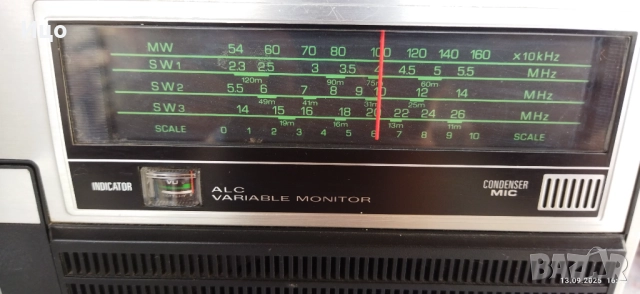 цо
MW 54 60 70 80 100 120 140 160 x10kHz
SW1 2.3 2.5 3 3.5 4 4.5 5 5.5 MHz
120m 90m 75m 60m
SW2 5.5 6 7 8 9 10 12 14 MHz
49m 41m 31m 25m
SW3 14 15 16 18 20 22 24 26 MHz
19m 16m 13m 11m
SCALE 0 1 2 3 4 5 6 7 8 9 10 SCALE
INDICATOR VU ALC
VARIABLE MONITOR
CONDENSER
MIC
BAZAR
13.09.2025 16: